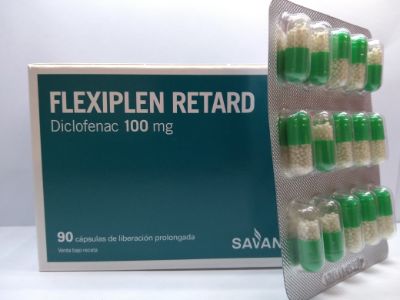 FLEXIPLEN RETARD
Diclofenac 100 mg
90 cápsulas de liberación prolongada
Venta bajo receta
SAVAN